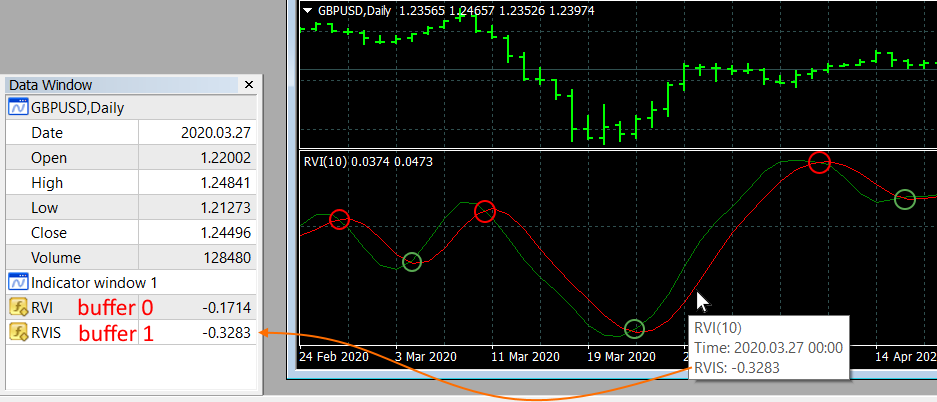 GBPUSD,Daily 1.23565 1.24657 1.23526 1.23974
Data Window
GBPUSD,Daily
Date 2020.03.27
Open 1.22002
High 1.24841
Low 1.21273
Close 1.24496
Volume 128480
Indicator window 1
RVI buffer 0 -0.1714
RVIS buffer 1 -0.3283
RVI(10) 0.0374 0.0473
RVI(10)
Time: 2020.03.27 00:00
RVIS: -0.3283
24 Feb 2020 3 Mar 2020 11 Mar 2020 19 Mar 2020 2 14 Apr 2020